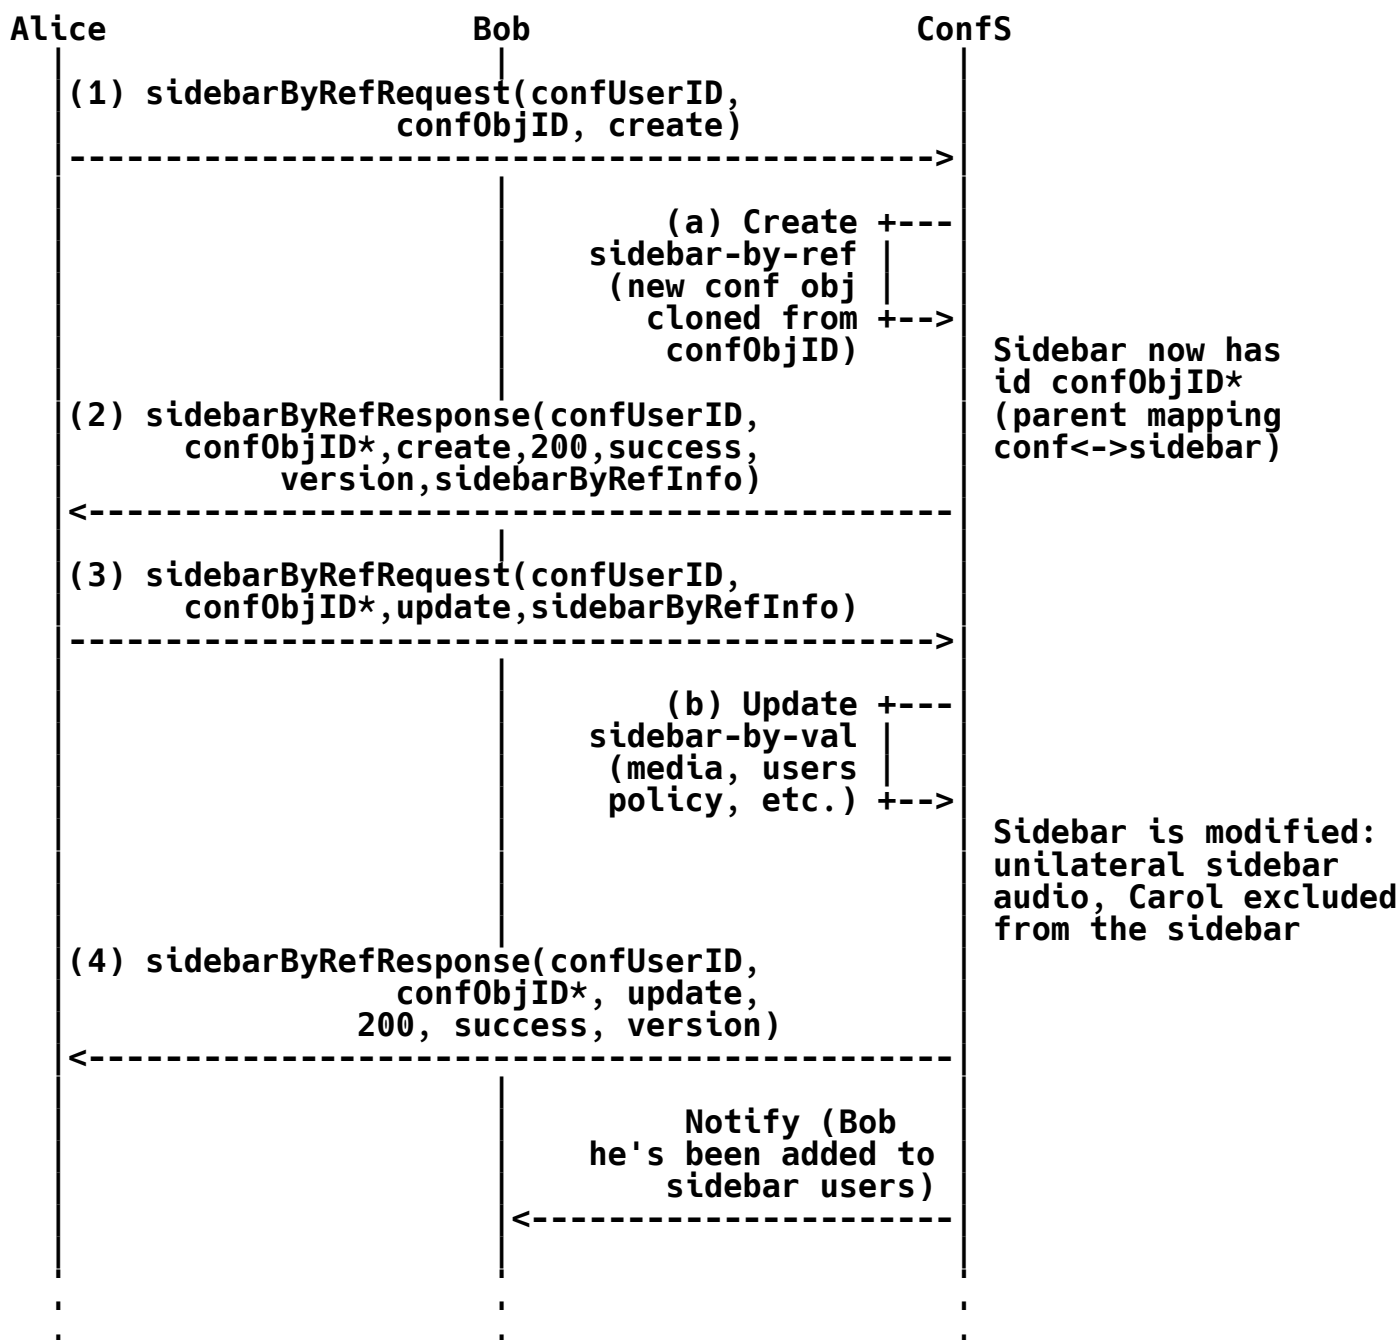 Alice Bob ConfS
(1) sidebarByRefRequest(confUserID,
confObjID, create)
(a) Create
sidebar-by-ref
(new conf obj
cloned from
confObjID)
Sidebar now has
id confObjID*
(parent mapping
conf<->sidebar)
(2) sidebarByRefResponse(confUserID,
confObjID*,create,200,success,
version,sidebarByRefInfo)
(3) sidebarByRefRequest(confUserID,
confObjID*,update,sidebarByRefInfo)
(b) Update
sidebar-by-val
(media, users
policy, etc.)
Sidebar is modified:
unilateral sidebar
audio, Carol excluded
from the sidebar
(4) sidebarByRefResponse(confUserID,
confObjID*, update,
200, success, version)
Notify (Bob
he's been added to
sidebar users)